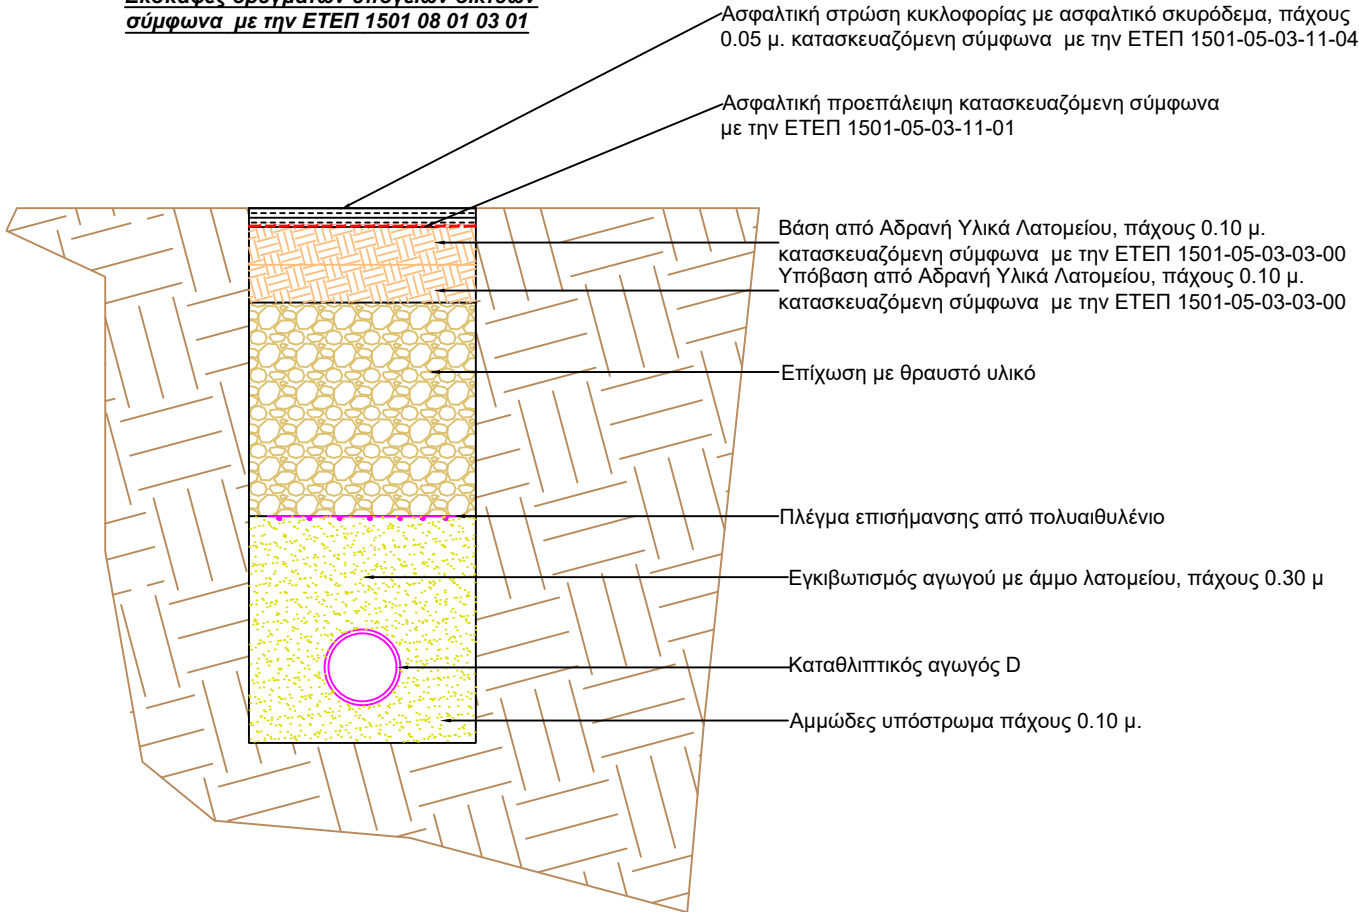 σύμφωνα με την ΕΤΕΠ 1501 08 01 03 01
Ασφαλτική στρώση κυκλοφορίας με ασφαλτικό σκυρόδεμα, πάχους
0.05 μ. κατασκευαζόμενη σύμφωνα με την ΕΤΕΠ 1501-05-03-11-04
Ασφαλτική προεπάλειψη κατασκευαζόμενη σύμφωνα
με την ΕΤΕΠ 1501-05-03-11-01
Βάση από Αδρανή Υλικά Λατομείου, πάχους 0.10 μ.
κατασκευαζόμενη σύμφωνα με την ΕΤΕΠ 1501-05-03-03-00
Υπόβαση από Αδρανή Υλικά Λατομείου, πάχους 0.10 μ.
κατασκευαζόμενη σύμφωνα με την ΕΤΕΠ 1501-05-03-03-00
Επίχωση με θραυστό υλικό
Πλέγμα επισήμανσης από πολυαιθυλένιο
Εγκιβωτισμός αγωγού με άμμο λατομείου, πάχους 0.30 μ
Καταθλιπτικός αγωγός D
Αμμώδες υπόστρωμα πάχους 0.10 μ.